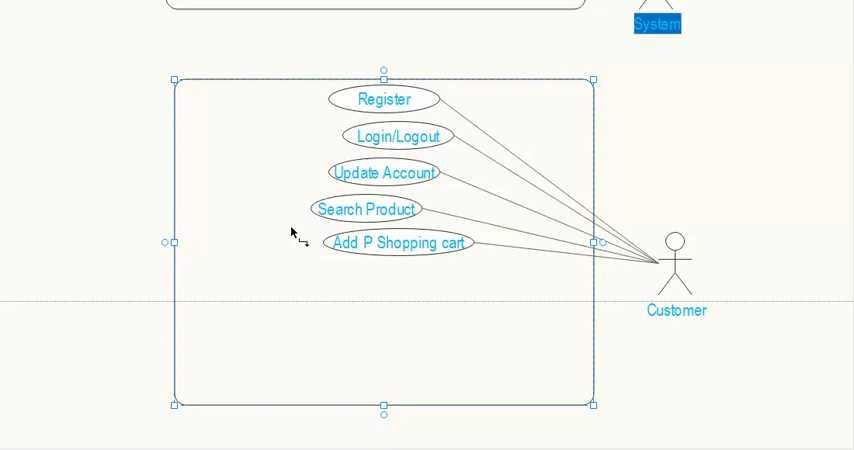 System
Register
Login/Logout
Update Account
Search Product
Add P Shopping cart
Customer